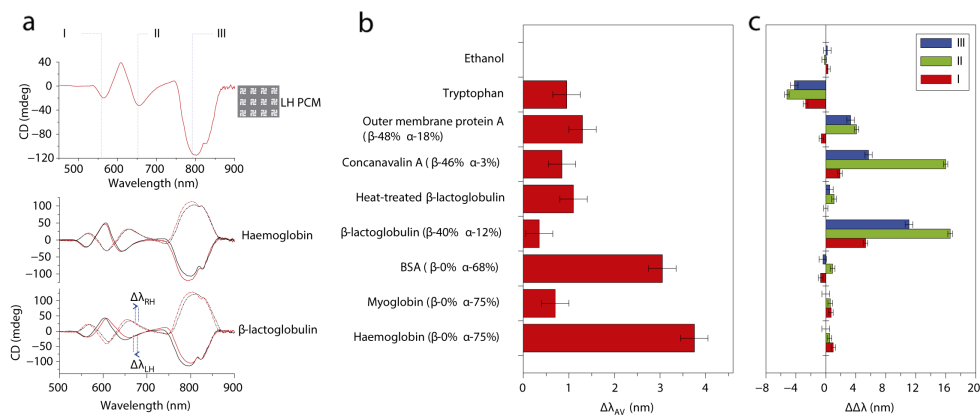 a
I II III
40
0
−40
−80
−120
CD (mdeg)
LH PCM
500 600 700 800 900
Wavelength (nm)
100
50
0
−50
−100
Haemoglobin
100
50
0
−50
−100
CD (mdeg)
ΔλRH
ΔλLH
β-lactoglobulin
500 600 700 800 900
Wavelength (nm)
b
Ethanol
Tryptophan
Outer membrane protein A
(β-48% α-18%)
Concanavalin A (β-46% α-3%)
Heat-treated β-lactoglobulin
β-lactoglobulin (β-40% α-12%)
BSA (β-0% α-68%)
Myoglobin (β-0% α-75%)
Haemoglobin (β-0% α-75%)
0 1 2 3 4
ΔλAV
c
III
II
I
−8 −4 0 4 8 12 16 20
ΔΔλ (nm)